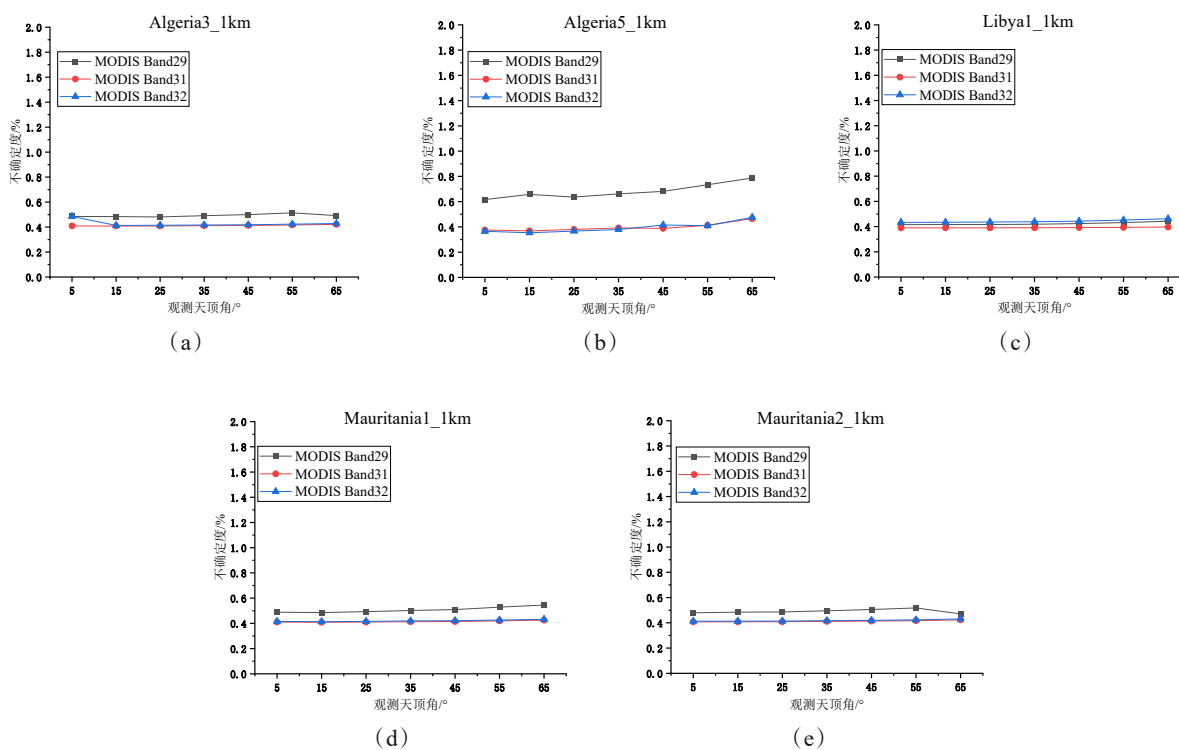 Algeria3_1km
2.0
1.8
1.6
1.4
1.2
1.0
0.8
0.6
0.4
0.2
0.0
不确定度/%
MODIS Band29
MODIS Band31
MODIS Band32
5 15 25 35 45 55 65
观测天顶角/°
(a)
Algeria5_1km
2.0
1.8
1.6
1.4
1.2
1.0
0.8
0.6
0.4
0.2
0.0
不确定度/%
MODIS Band29
MODIS Band31
MODIS Band32
5 15 25 35 45 55 65
观测天顶角/°
(b)
Libya1_1km
2.0
1.8
1.6
1.4
1.2
1.0
0.8
0.6
0.4
0.2
0.0
不确定度/%
MODIS Band29
MODIS Band31
MODIS Band32
5 15 25 35 45 55 65
观测天顶角/°
(c)
Mauritania1_1km
2.0
1.8
1.6
1.4
1.2
1.0
0.8
0.6
0.4
0.2
0.0
不确定度/%
MODIS Band29
MODIS Band31
MODIS Band32
5 15 25 35 45 55 65
观测天顶角/°
(d)
Mauritania2_1km
2.0
1.8
1.6
1.4
1.2
1.0
0.8
0.6
0.4
0.2
0.0
不确定度/%
MODIS Band29
MODIS Band31
MODIS Band32
5 15 25 35 45 55 65
观测天顶角/°
(e)